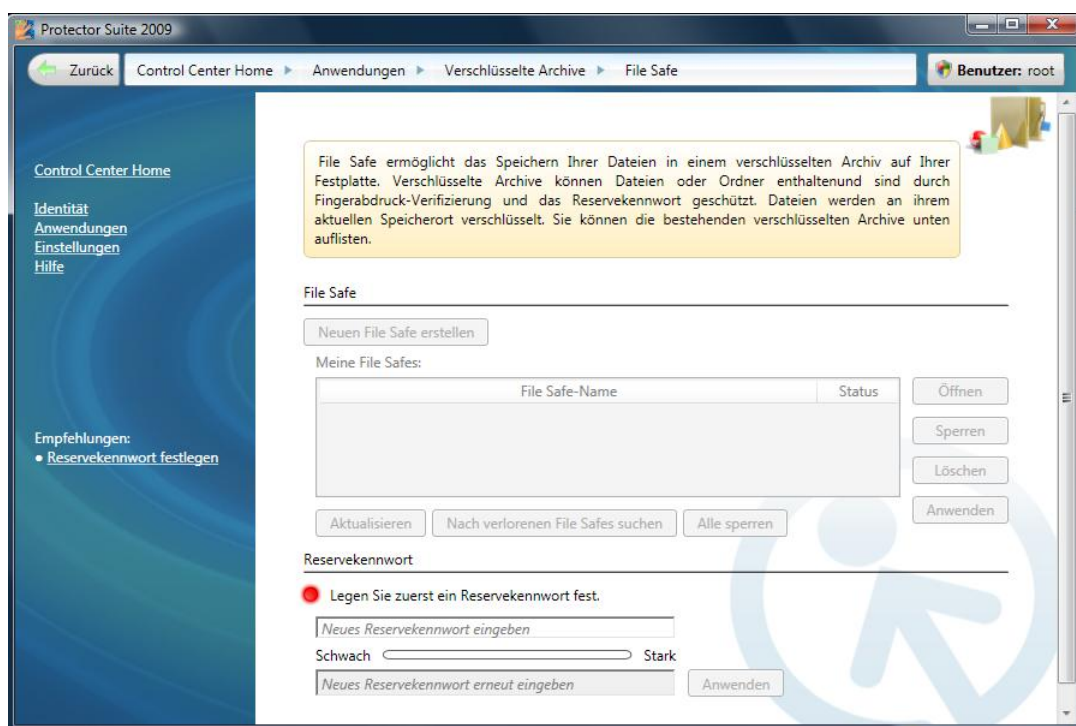 Protector Suite 2009
Zurück Control Center Home Anwendungen Verschlüsselte Archive File Safe Benutzer: root
Control Center Home
Identität
Anwendungen
Einstellungen
Hilfe
Empfehlungen:
• Reservekennwort festlegen
File Safe ermöglicht das Speichern Ihrer Dateien in einem verschlüsselten Archiv auf Ihrer
Festplatte. Verschlüsselte Archive können Dateien oder Ordner enthaltenund sind durch
Fingerabdruck-Verifizierung und das Reservekennwort geschützt. Dateien werden an ihrem
aktuellen Speicherort verschlüsselt. Sie können die bestehenden verschlüsselten Archive unten
auflisten.
File Safe
Neuen File Safe erstellen
Meine File Safes:
File Safe-Name Status
Öffnen
Sperren
Löschen
Anwenden
Aktualisieren Nach verlorenen File Safes suchen Alle sperren
Reservekennwort
Legen Sie zuerst ein Reservekennwort fest.
Neues Reservekennwort eingeben
Schwach Stark
Neues Reservekennwort erneut eingeben Anwenden